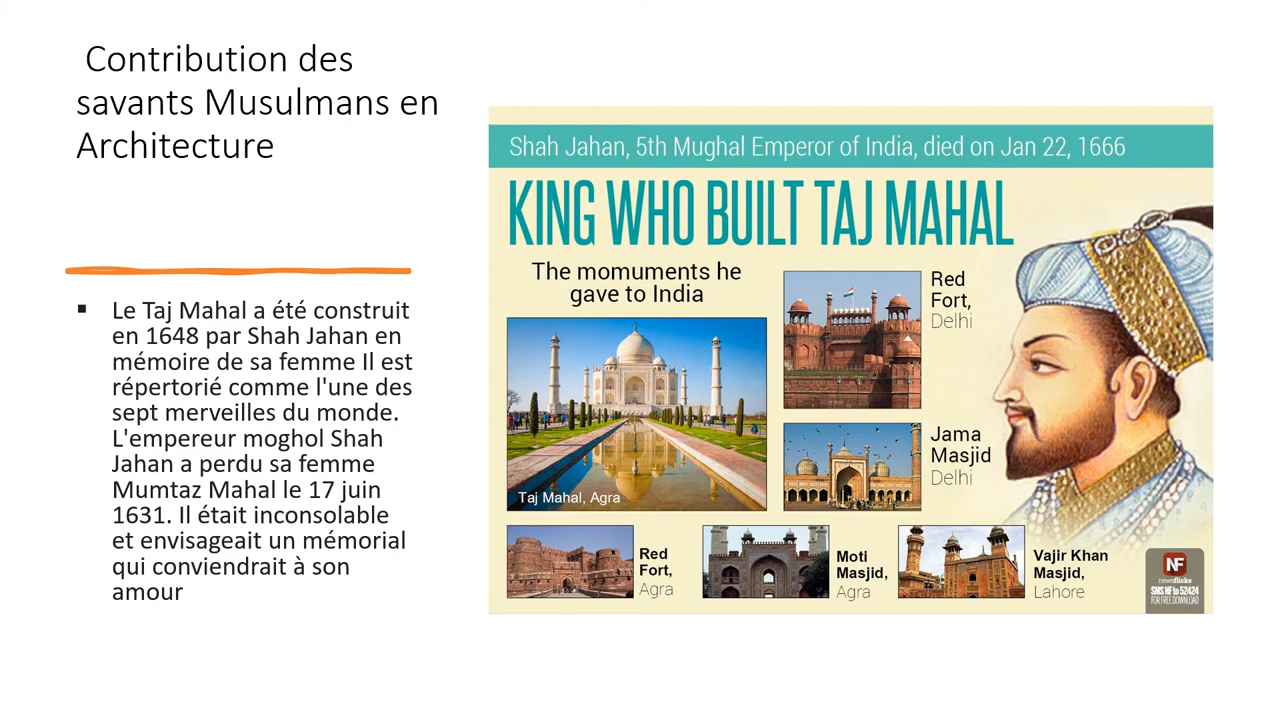 Contribution des
savants Musulmans en
Architecture
▪ Le Taj Mahal a été construit
en 1648 par Shah Jahan en
mémoire de sa femme Il est
répertorié comme l'une des
sept merveilles du monde.
L'empereur moghol Shah
Jahan a perdu sa femme
Mumtaz Mahal le 17 juin
1631. Il était inconsolable
et envisageait un mémorial
qui conviendrait à son
amour
Shah Jahan, 5th Mughal Emperor of India, died on Jan 22, 1666
KING WHO BUILT TAJ MAHAL
The momuments he
gave to India
Taj Mahal, Agra
Red
Fort,
Delhi
Jama
Masjid
Delhi
Red
Fort,
Agra
Moti
Masjid,
Agra
Vajir Khan
Masjid,
Lahore
NF
newsflicks
SMS NF to 52424
FOR FREE DOWNLOAD